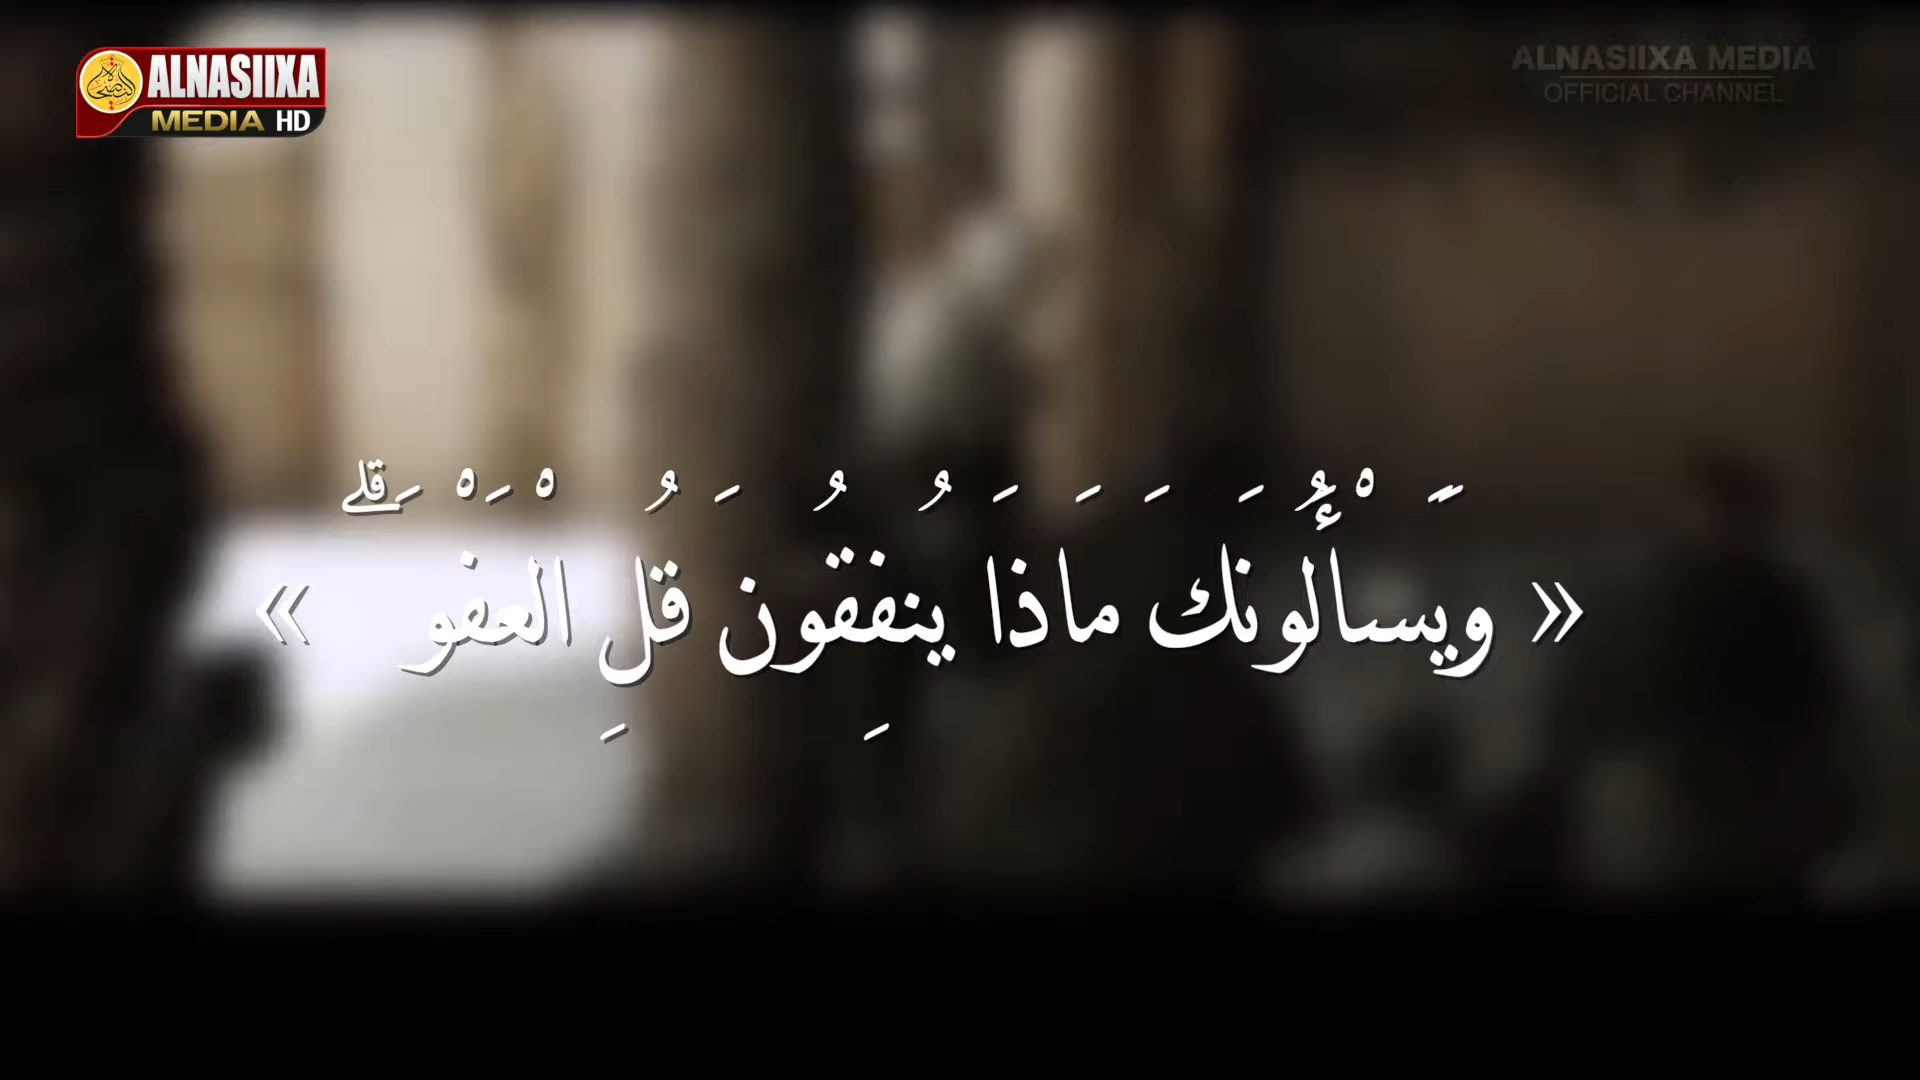 ALNASIIXA
MEDIA HD
ALNASIIXA MEDIA
OFFICIAL CHANNEL
« وَيَسْأَلُونَكَ مَاذَا يُنفِقُونَ قُلِ الْعَفْوَ ۗ »